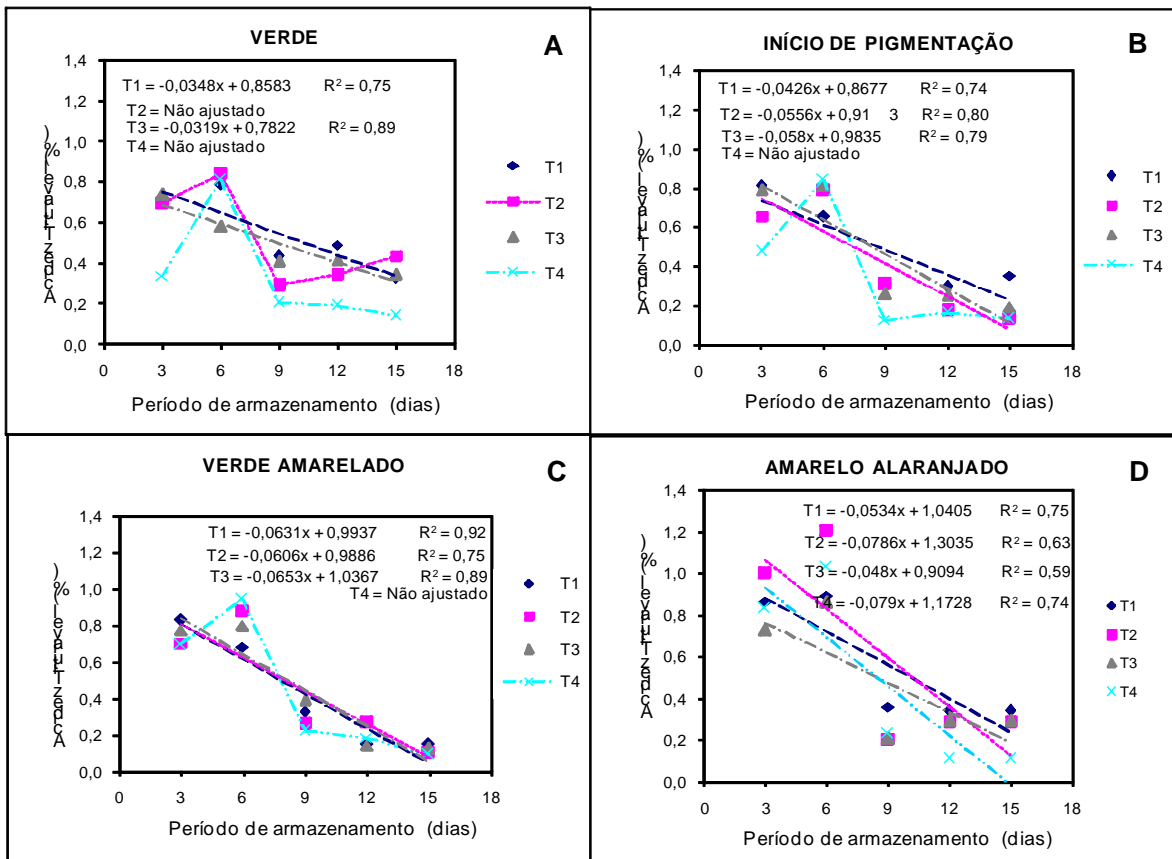 VERDE
A
T1 = -0,0348x + 0,8583 R² = 0,75
T2 = Não ajustado
T3 = -0,0319x + 0,7822 R² = 0,89
T4 = Não ajustado
1,4
1,2
1,0
0,8
0,6
0,4
0,2
0,0
0 3 6 9 12 15 18
Período de armazenamento (dias)
T1
T2
T3
T4
INÍCIO DE PIGMENTAÇÃO
B
T1 = -0,0426x + 0,8677 R² = 0,74
T2 = -0,0556x + 0,91 3 R² = 0,80
T3 = -0,058x + 0,9835 R² = 0,79
T4 = Não ajustado
1,4
1,2
1,0
0,8
0,6
0,4
0,2
0,0
0 3 6 9 12 15 18
Período de armazenamento (dias)
T1
T2
T3
T4
VERDE AMARELADO
C
T1 = -0,0631x + 0,9937 R² = 0,92
T2 = -0,0606x + 0,9886 R² = 0,75
T3 = -0,0653x + 1,0367 R² = 0,89
T4 = Não ajustado
1,4
1,2
1,0
0,8
0,6
0,4
0,2
0,0
0 3 6 9 12 15 18
Período de armazenamento (dias)
T1
T2
T3
T4
AMARELO ALARANJADO
D
T1 = -0,0534x + 1,0405 R² = 0,75
T2 = -0,0786x + 1,3035 R² = 0,63
T3 = -0,048x + 0,9094 R² = 0,59
T4 = -0,079x + 1,1728 R² = 0,74
1,4
1,2
1,0
0,8
0,6
0,4
0,2
0,0
0 3 6 9 12 15 18
Período de armazenamento (dias)
T1
T2
T3
T4